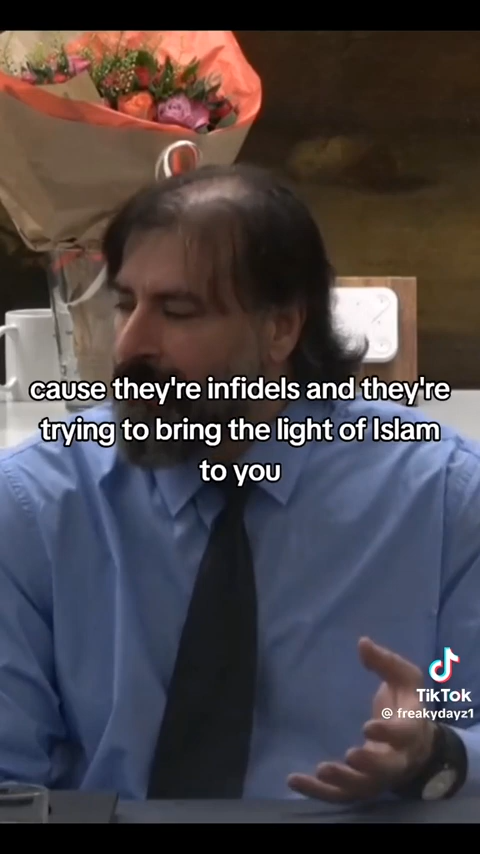 cause they're infidels and they're
trying to bring the light of Islam
to you
TikTok
@ freakydayz1